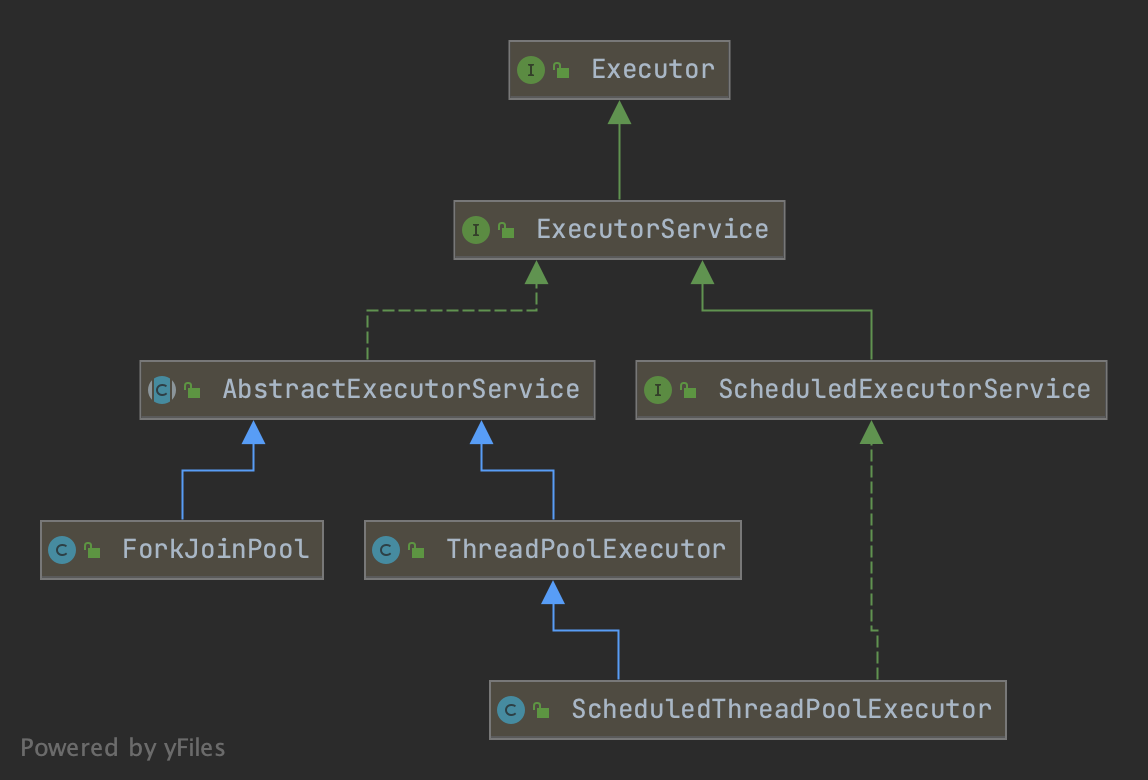 I Executor
I ExecutorService
C AbstractExecutorService
I ScheduledExecutorService
C ForkJoinPool
C ThreadPoolExecutor
C ScheduledThreadPoolExecutor
Powered by yFiles